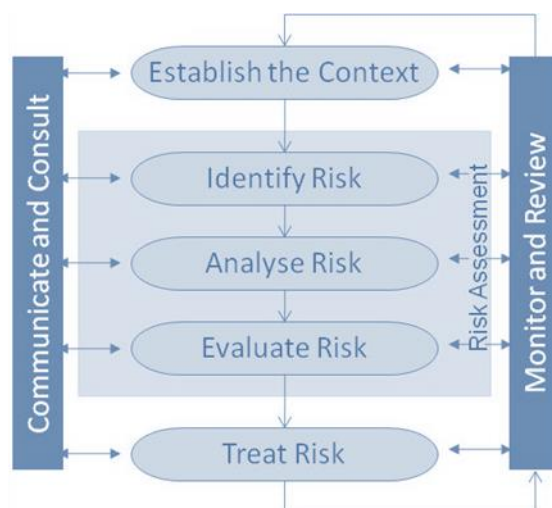 Establish the Context
Communicate and Consult
Identify Risk
Analyse Risk
Evaluate Risk
Risk Assessment
Monitor and Review
Treat Risk